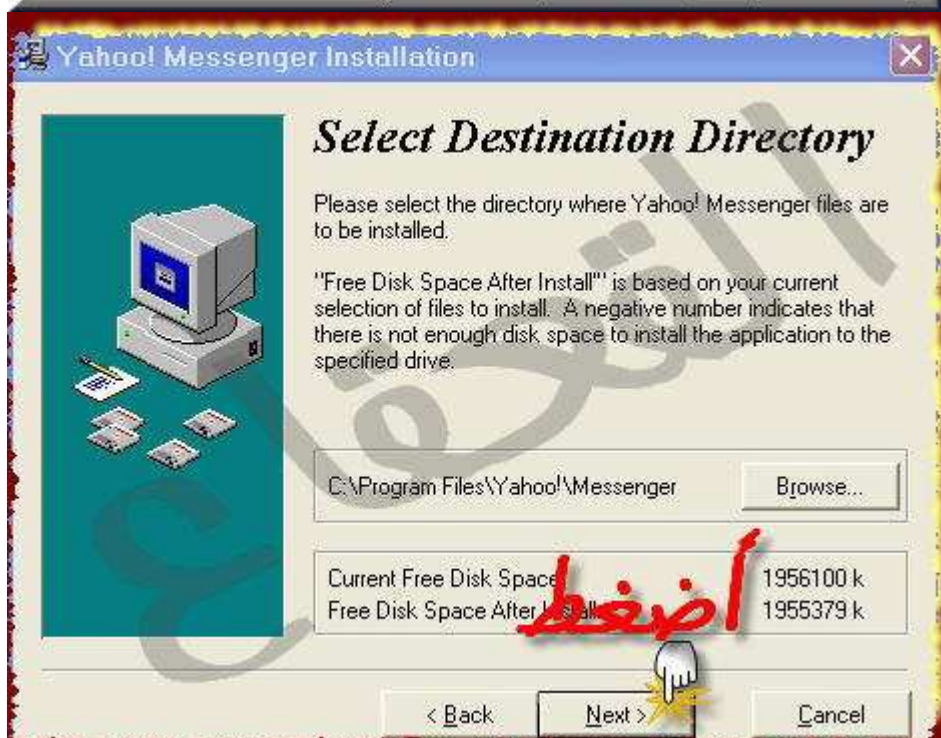 Yahoo! Messenger Installation
Select Destination Directory
Please select the directory where Yahoo! Messenger files are
to be installed.
"Free Disk Space After Install"' is based on your current
selection of files to install. A negative number indicates that
there is not enough disk space to install the application to the
specified drive.
C:\Program Files\Yahoo!\Messenger
Browse...
Current Free Disk Space 1956100 k
Free Disk Space After Install 1955379 k
أضغط
< Back
Next >
Cancel